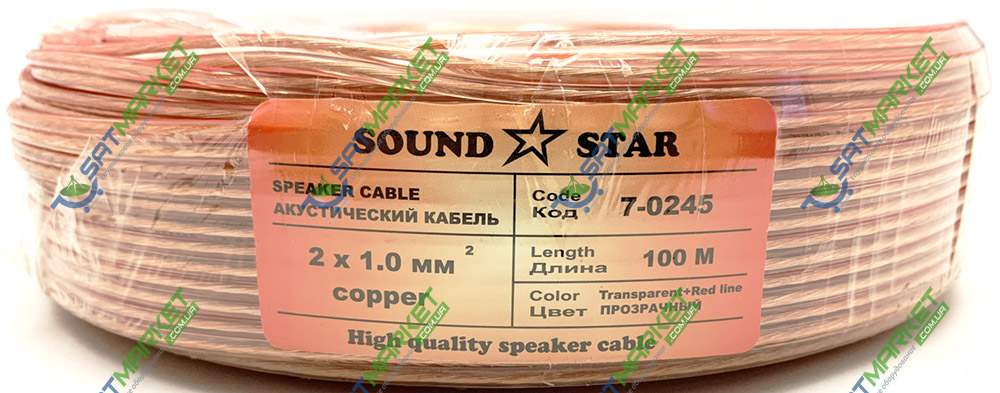 SOUND STAR
SPEAKER CABLE
АКУСТИЧЕСКИЙ КАБЕЛЬ
Code
Код
7-0245
2 x 1.0 мм 2
copper
Length
Длина
100 М
Color
Цвет
Transparent+Red line
ПРОЗРАЧНЫЙ
High quality speaker cable
SATMARKET.COM.UA